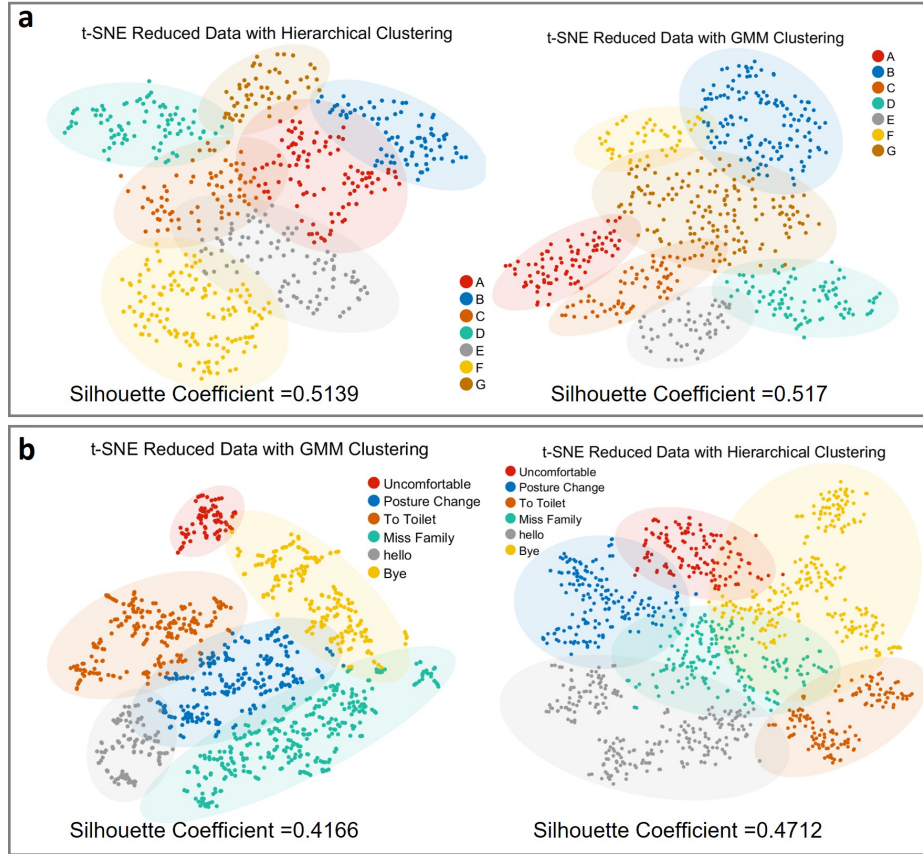 a
t-SNE Reduced Data with Hierarchical Clustering
A
B
C
D
E
F
G
Silhouette Coefficient =0.5139
t-SNE Reduced Data with GMM Clustering
A
B
C
D
E
F
G
Silhouette Coefficient =0.517
b
t-SNE Reduced Data with GMM Clustering
Uncomfortable
Posture Change
To Toilet
Miss Family
hello
Bye
Silhouette Coefficient =0.4166
t-SNE Reduced Data with Hierarchical Clustering
Uncomfortable
Posture Change
To Toilet
Miss Family
hello
Bye
Silhouette Coefficient =0.4712